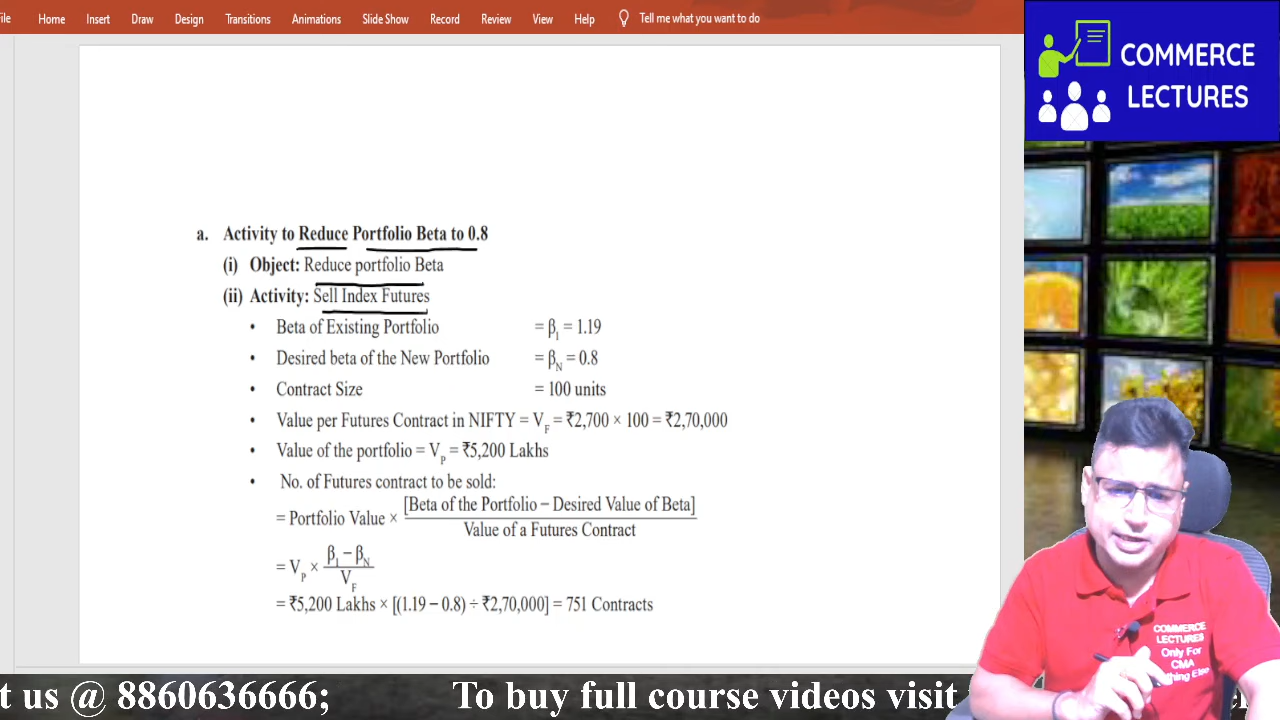 File Home Insert Draw Design Transitions Animations Slide Show Record Review View Help Tell me what you want to do
COMMERCE
LECTURES
a. Activity to Reduce Portfolio Beta to 0.8
(i) Object: Reduce portfolio Beta
(ii) Activity: Sell Index Futures
• Beta of Existing Portfolio = β₁ = 1.19
• Desired beta of the New Portfolio = β_N = 0.8
• Contract Size = 100 units
• Value per Futures Contract in NIFTY = V_F = ₹2,700 × 100 = ₹2,70,000
• Value of the portfolio = V_P = ₹5,200 Lakhs
• No. of Futures contract to be sold:
= Portfolio Value × [Beta of the Portfolio – Desired Value of Beta]
Value of a Futures Contract
= V_P × β₁ – β_N
V_F
= ₹5,200 Lakhs × [(1.19 – 0.8) ÷ ₹2,70,000] = 751 Contracts
COMMERCE
LECTURES
Only For
CMA
t us @ 8860636666; To buy full course videos visit